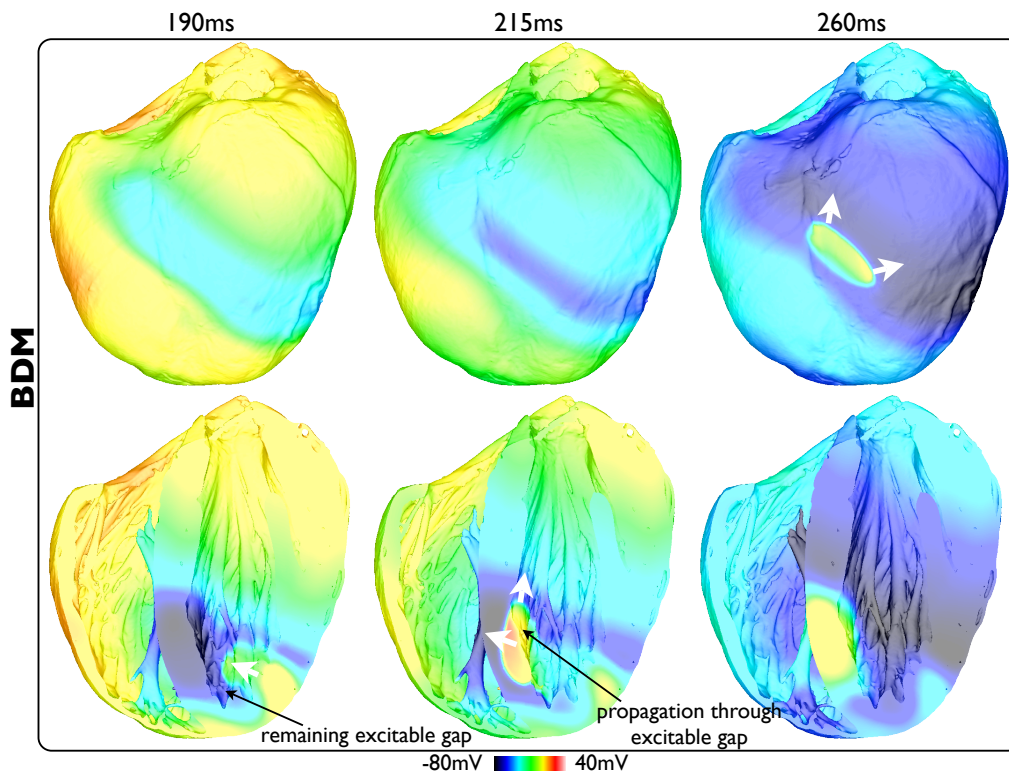 190ms
215ms
260ms
BDM
remaining excitable gap
propagation through
excitable gap
-80mV
40mV